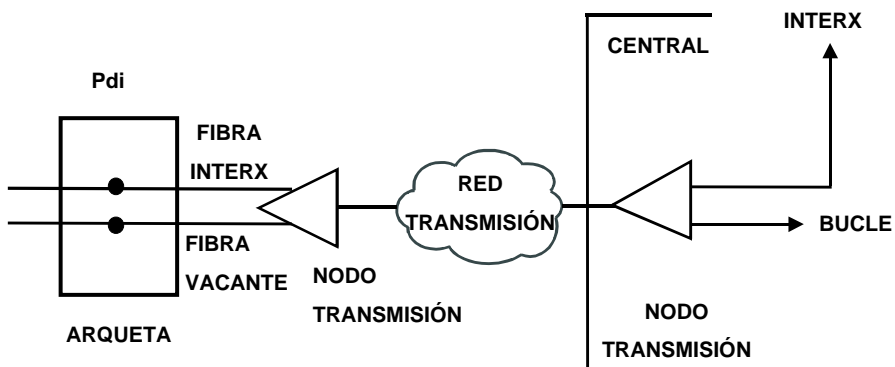 INTERX
CENTRAL
Pdi
FIBRA
INTERX
RED
TRANSMISIÓN
BUCLE
FIBRA
VACANTE
NODO
TRANSMISIÓN
NODO
TRANSMISIÓN
ARQUETA